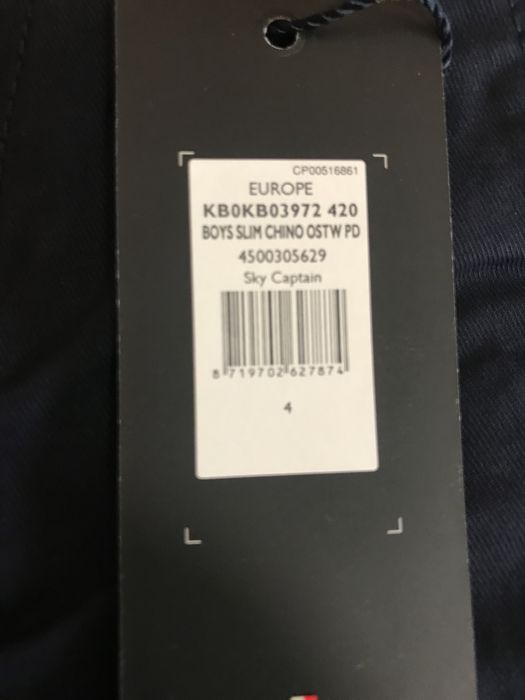 CP00516861
EUROPE
KB0KB03972 420
BOYS SLIM CHINO OSTW PD
4500305629
Sky Captain
8 719702 627874
4